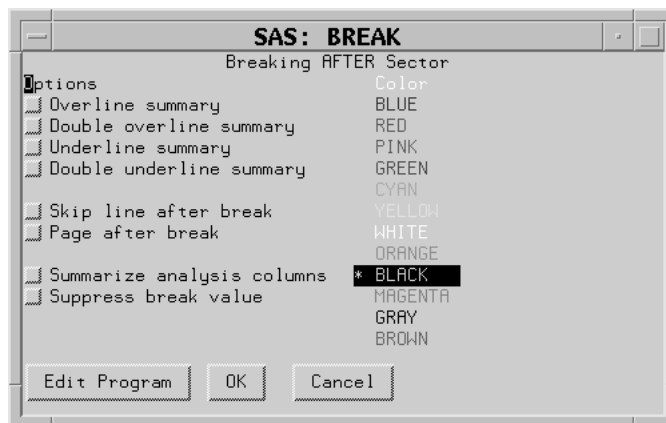 SAS: BREAK
Breaking AFTER Sector
Options Color
Overline summary BLUE
Double overline summary RED
Underline summary PINK
Double underline summary GREEN
CYAN
Skip line after break YELLOW
Page after break WHITE
ORANGE
Summarize analysis columns * BLACK
Suppress break value MAGENTA
GRAY
BROWN
Edit Program OK Cancel